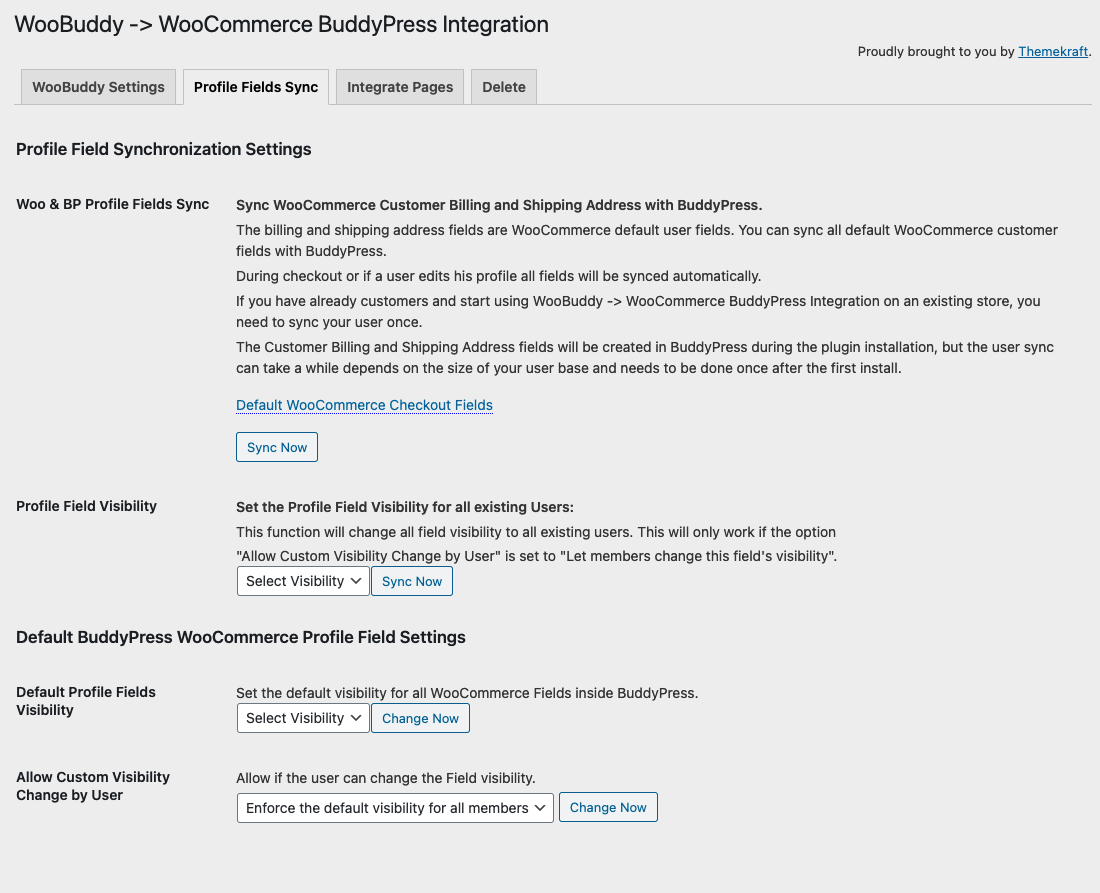 WooBuddy -> WooCommerce BuddyPress Integration
Proudly brought to you by Themekraft.
WooBuddy Settings
Profile Fields Sync
Integrate Pages
Delete
Profile Field Synchronization Settings
Woo & BP Profile Fields Sync
Sync WooCommerce Customer Billing and Shipping Address with BuddyPress.
The billing and shipping address fields are WooCommerce default user fields. You can sync all default WooCommerce customer
fields with BuddyPress.
During checkout or if a user edits his profile all fields will be synced automatically.
If you have already customers and start using WooBuddy -> WooCommerce BuddyPress Integration on an existing store, you
need to sync your user once.
The Customer Billing and Shipping Address fields will be created in BuddyPress during the plugin installation, but the user sync
can take a while depends on the size of your user base and needs to be done once after the first install.
Default WooCommerce Checkout Fields
Sync Now
Profile Field Visibility
Set the Profile Field Visibility for all existing Users:
This function will change all field visibility to all existing users. This will only work if the option
"Allow Custom Visibility Change by User" is set to "Let members change this field's visibility".
Select Visibility
Sync Now
Default BuddyPress WooCommerce Profile Field Settings
Default Profile Fields
Visibility
Set the default visibility for all WooCommerce Fields inside BuddyPress.
Select Visibility
Change Now
Allow Custom Visibility
Change by User
Allow if the user can change the Field visibility.
Enforce the default visibility for all members
Change Now